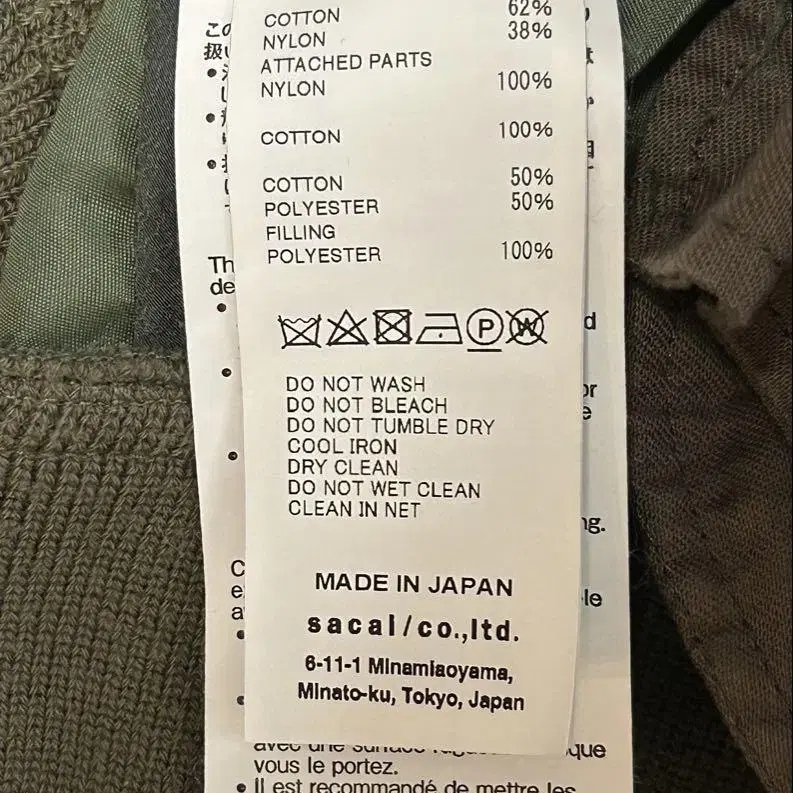 COTTON 62%
NYLON 38%
ATTACHED PARTS
NYLON 100%
COTTON 100%
COTTON 50%
POLYESTER 50%
FILLING
POLYESTER 100%
P
W
DO NOT WASH
DO NOT BLEACH
DO NOT TUMBLE DRY
COOL IRON
DRY CLEAN
DO NOT WET CLEAN
CLEAN IN NET
MADE IN JAPAN
sacai/co.,ltd.
6-11-1 Minamiaoyama,
Minato-ku, Tokyo, Japan
vous le portez.
• Il est recommandé de mettre les